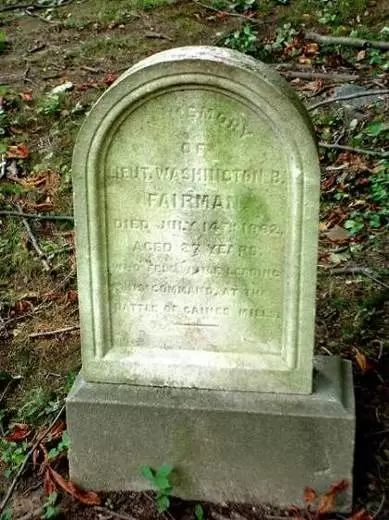 MEMORY
OF
LIEUT. WASHINGTON B.
FAIRMAN
DIED JULY 14TH 1862,
AGED 27 YEARS.
WHO FELL WHILE LEADING
HIS COMMAND, AT THE
BATTLE OF GAINES MILLS.